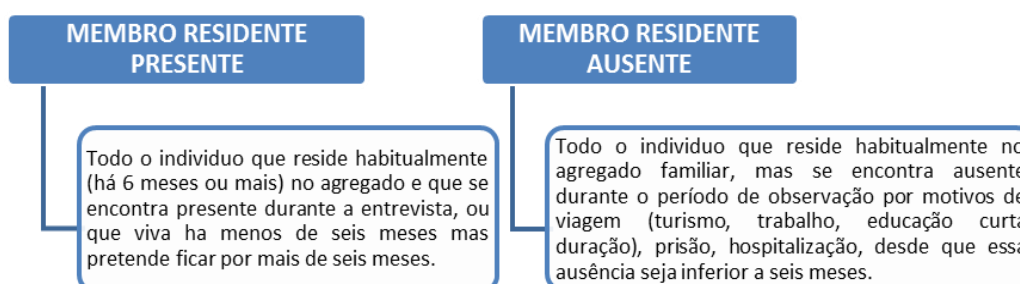 MEMBRO RESIDENTE
PRESENTE
Todo o individuo que reside habitualmente
(há 6 meses ou mais) no agregado e que se
encontra presente durante a entrevista, ou
que viva ha menos de seis meses mas
pretende ficar por mais de seis meses.
MEMBRO RESIDENTE
AUSENTE
Todo o individuo que reside habitualmente no
agregado familiar, mas se encontra ausente
durante o período de observação por motivos de
viagem (turismo, trabalho, educação curta
duração), prisão, hospitalização, desde que essa
ausência seja inferior a seis meses.